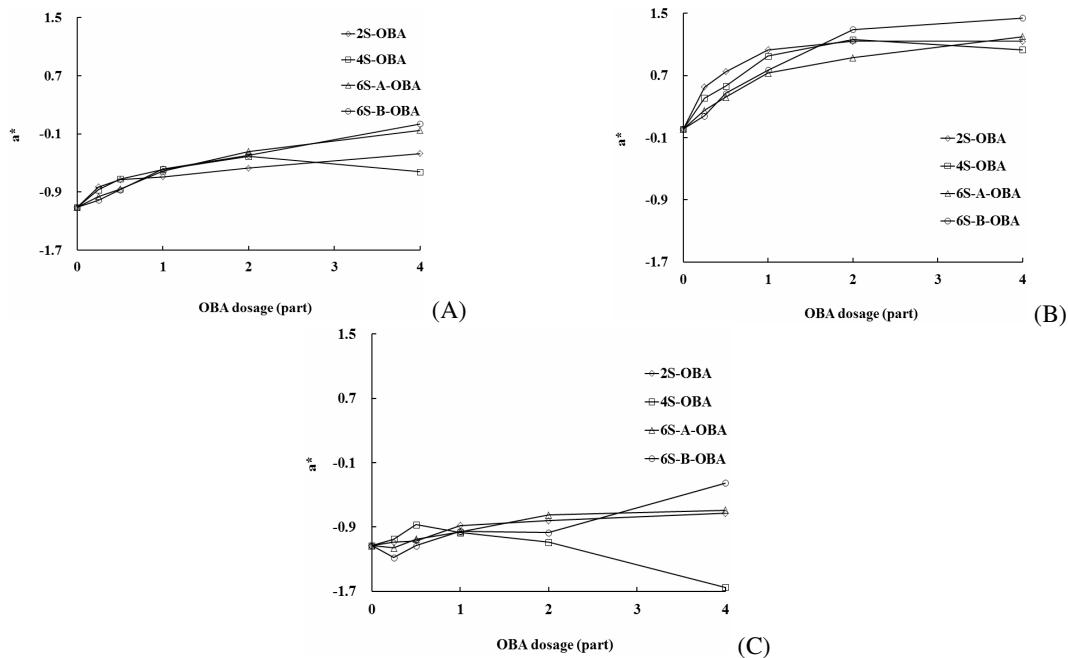 1.5
0.7
-0.1
-0.9
-1.7
a*
0 1 2 3 4
OBA dosage (part)
2S-OBA
4S-OBA
6S-A-OBA
6S-B-OBA
(A)
1.5
0.7
-0.1
-0.9
-1.7
a*
0 1 2 3 4
OBA dosage (part)
2S-OBA
4S-OBA
6S-A-OBA
6S-B-OBA
(B)
1.5
0.7
-0.1
-0.9
-1.7
a*
0 1 2 3 4
OBA dosage (part)
2S-OBA
4S-OBA
6S-A-OBA
6S-B-OBA
(C)